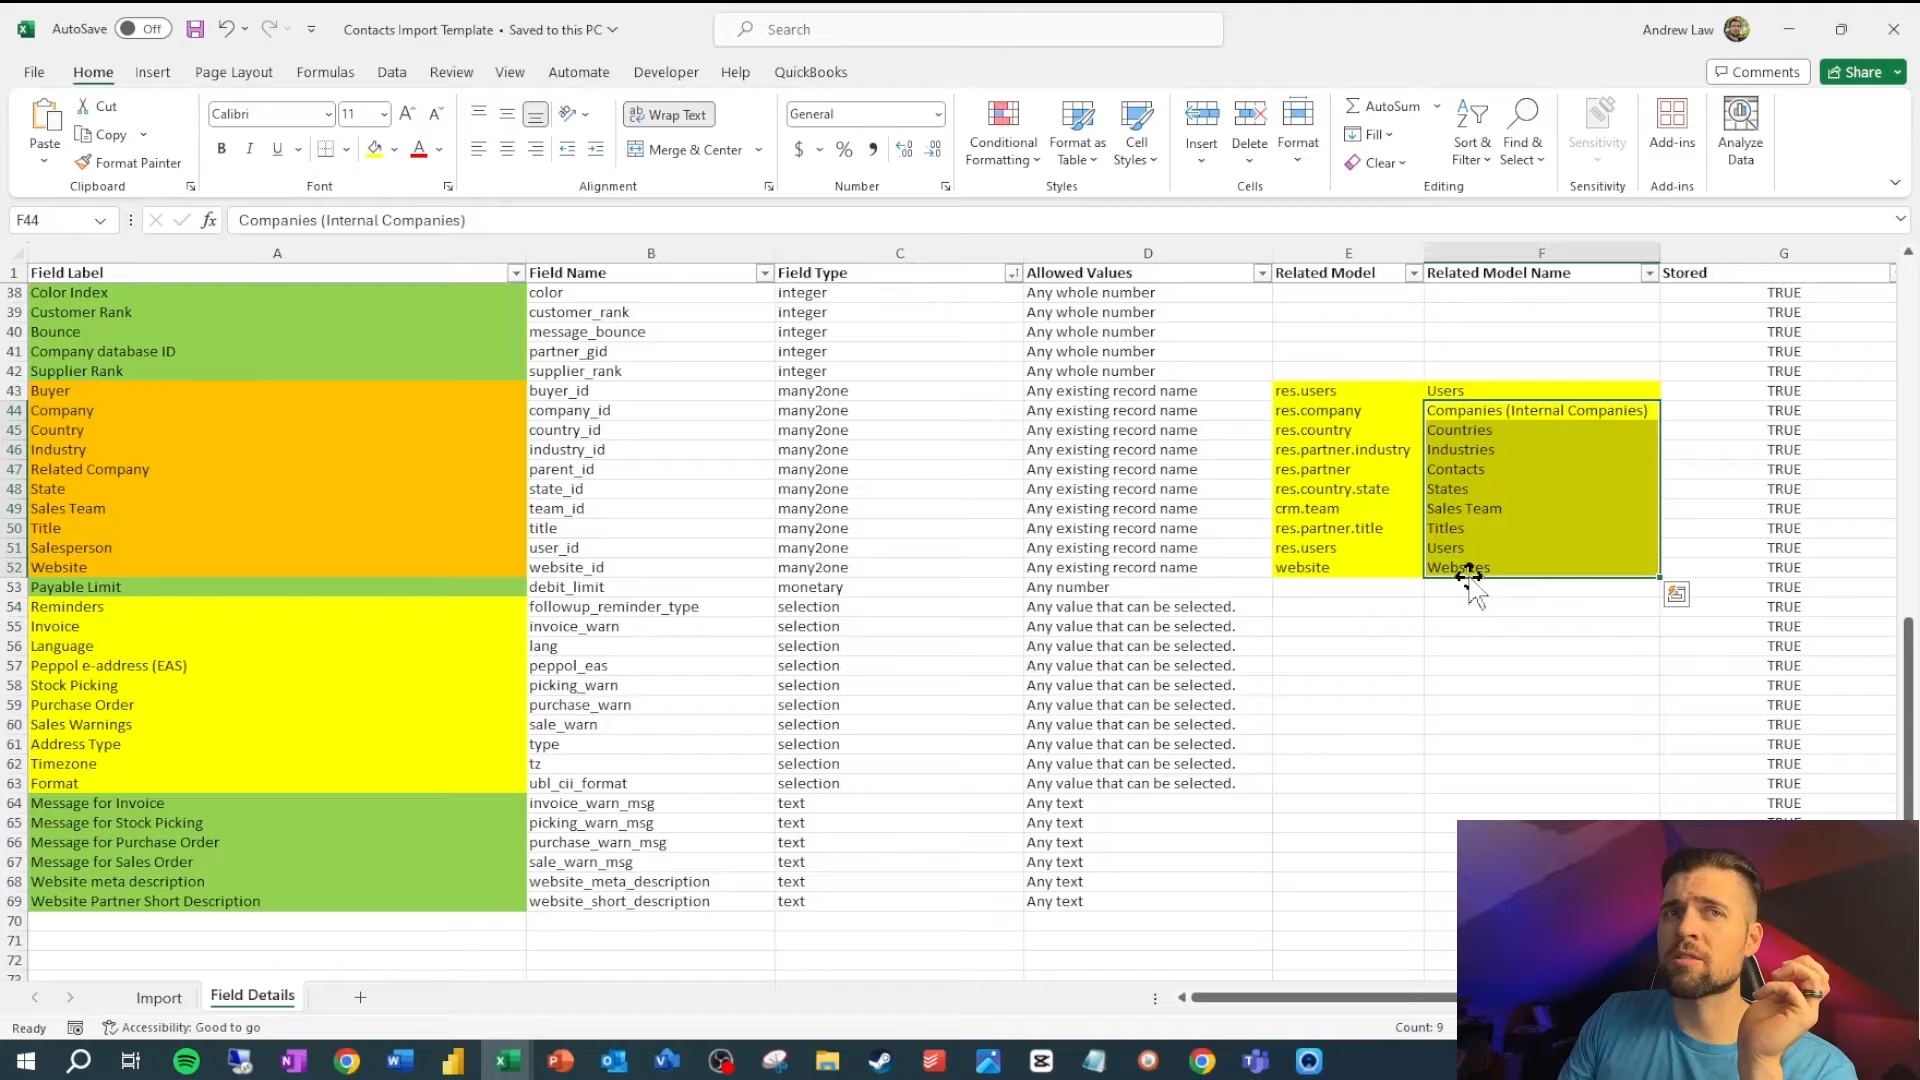 AutoSave Off Contacts Import Template • Saved to this PC Search Andrew Law
File Home Insert Page Layout Formulas Data Review View Automate Developer Help QuickBooks Comments Share
Paste Cut Copy Format Painter Clipboard
Calibri 11 B I U A Font
Wrap Text Merge & Center Alignment
General $ % Number
Conditional Formatting Format as Table Cell Styles Styles
Insert Delete Format Cells
AutoSum Fill Clear Sort & Filter Find & Select Editing
Sensitivity Sensitivity
Add-ins Add-ins
Analyze Data
F44 fx Companies (Internal Companies)
A B C D E F G
1 Field Label Field Name Field Type Allowed Values Related Model Related Model Name Stored
38 Color Index color integer Any whole number TRUE
39 Customer Rank customer_rank integer Any whole number TRUE
40 Bounce message_bounce integer Any whole number TRUE
41 Company database ID partner_gid integer Any whole number TRUE
42 Supplier Rank supplier_rank integer Any whole number TRUE
43 Buyer buyer_id many2one Any existing record name res.users Users TRUE
44 Company company_id many2one Any existing record name res.company Companies (Internal Companies) TRUE
45 Country country_id many2one Any existing record name res.country Countries TRUE
46 Industry industry_id many2one Any existing record name res.partner.industry Industries TRUE
47 Related Company parent_id many2one Any existing record name res.partner Contacts TRUE
48 State state_id many2one Any existing record name res.country.state States TRUE
49 Sales Team team_id many2one Any existing record name crm.team Sales Team TRUE
50 Title title many2one Any existing record name res.partner.title Titles TRUE
51 Salesperson user_id many2one Any existing record name res.users Users TRUE
52 Website website_id many2one Any existing record name website Websites TRUE
53 Payable Limit debit_limit monetary Any number TRUE
54 Reminders followup_reminder_type selection Any value that can be selected. TRUE
55 Invoice invoice_warn selection Any value that can be selected. TRUE
56 Language lang selection Any value that can be selected. TRUE
57 Peppol e-address (EAS) peppol_eas selection Any value that can be selected. TRUE
58 Stock Picking picking_warn selection Any value that can be selected. TRUE
59 Purchase Order purchase_warn selection Any value that can be selected. TRUE
60 Sales Warnings sale_warn selection Any value that can be selected. TRUE
61 Address Type type selection Any value that can be selected. TRUE
62 Timezone tz selection Any value that can be selected. TRUE
63 Format ubl_cii_format selection Any value that can be selected. TRUE
64 Message for Invoice invoice_warn_msg text Any text TRUE
65 Message for Stock Picking picking_warn_msg text Any text
66 Message for Purchase Order purchase_warn_msg text Any text
67 Message for Sales Order sale_warn_msg text Any text
68 Website meta description website_meta_description text Any text
69 Website Partner Short Description website_short_description text Any text
70
71
72
Import Field Details
Ready Accessibility: Good to go Count: 9